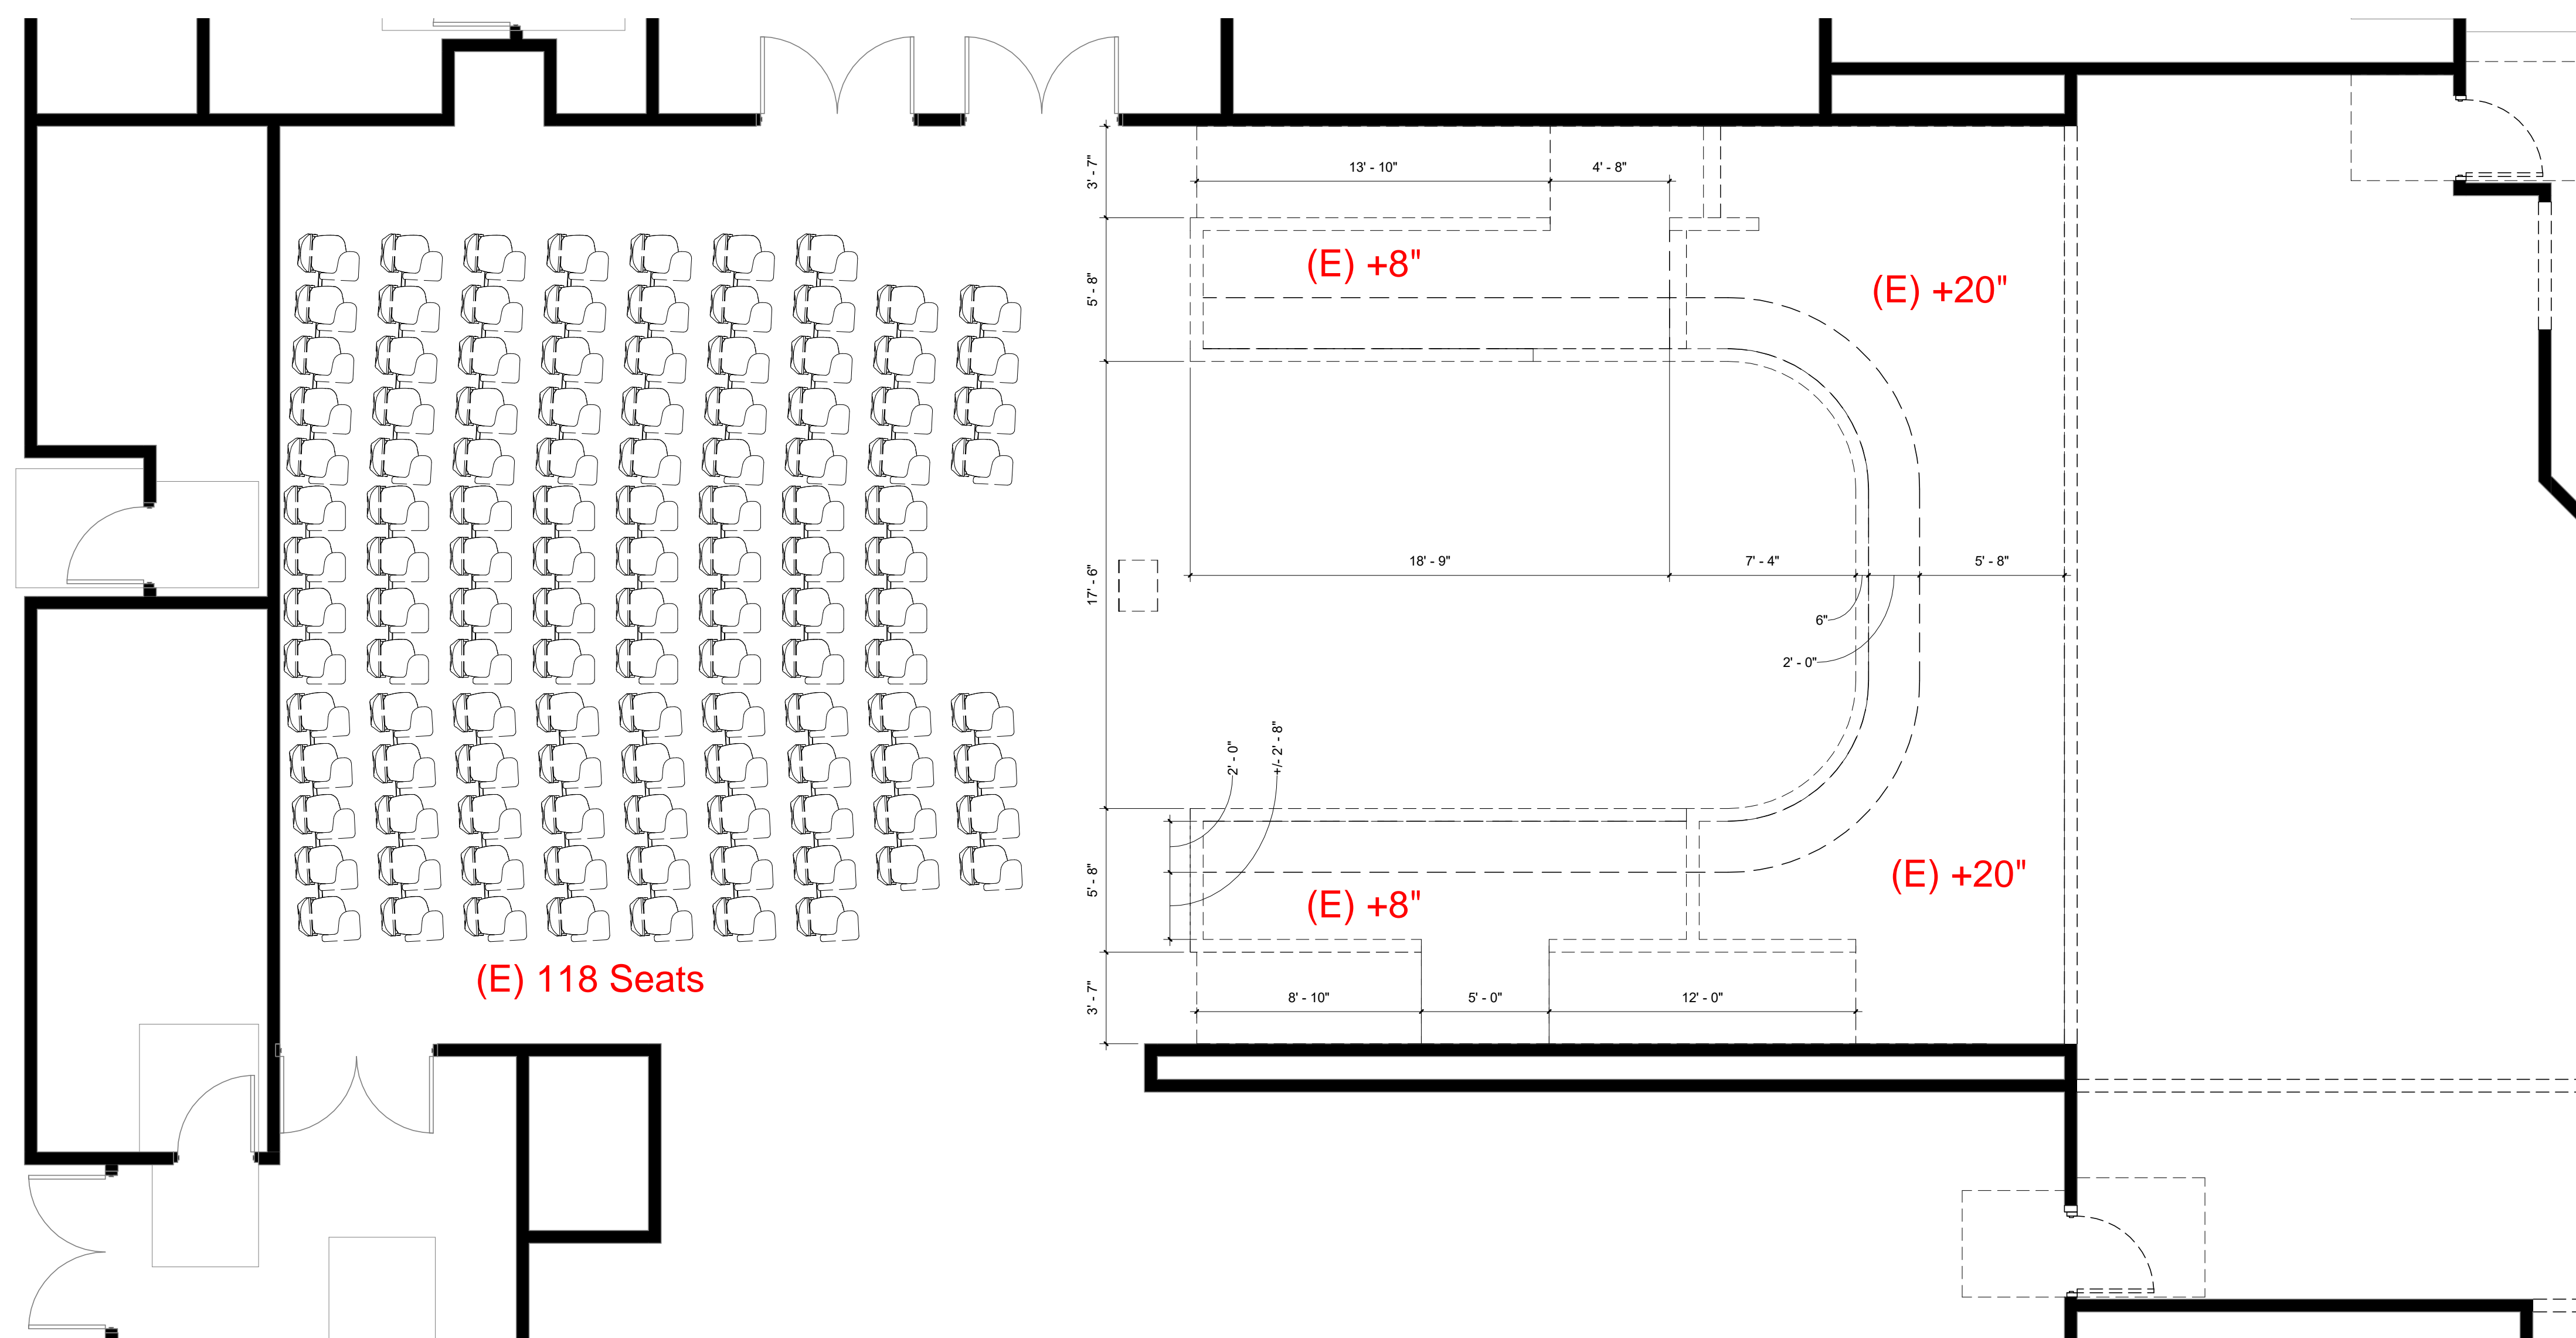 13' - 10"
4' - 8"
3' - 7"
(E) +8"
(E) +20"
5' - 8"
18' - 9"
7' - 4"
5' - 8"
17' - 6"
6"
2' - 0"
2' - 0"
+/- 2' - 8"
(E) +20"
5' - 8"
(E) +8"
(E) 118 Seats
3' - 7"
8' - 10"
5' - 0"
12' - 0"